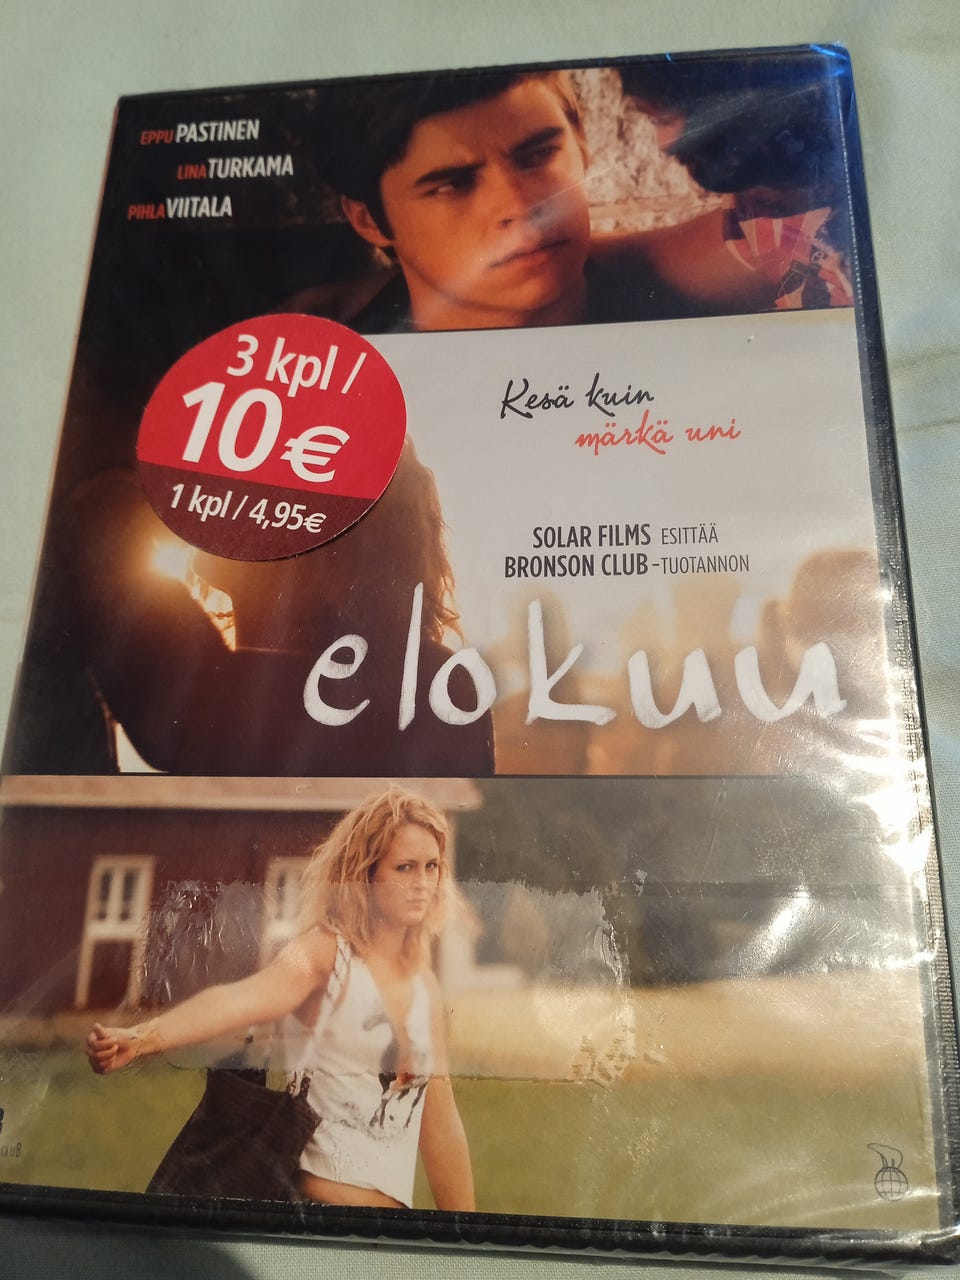 EPPU PASTINEN
LINA TURKAMA
PIHLA VIITALA
3 kpl /
10 €
1 kpl / 4,95€
Kesä kuin
märkä uni
SOLAR FILMS ESITTÄÄ
BRONSON CLUB -TUOTANNON
elokuu
CLUB